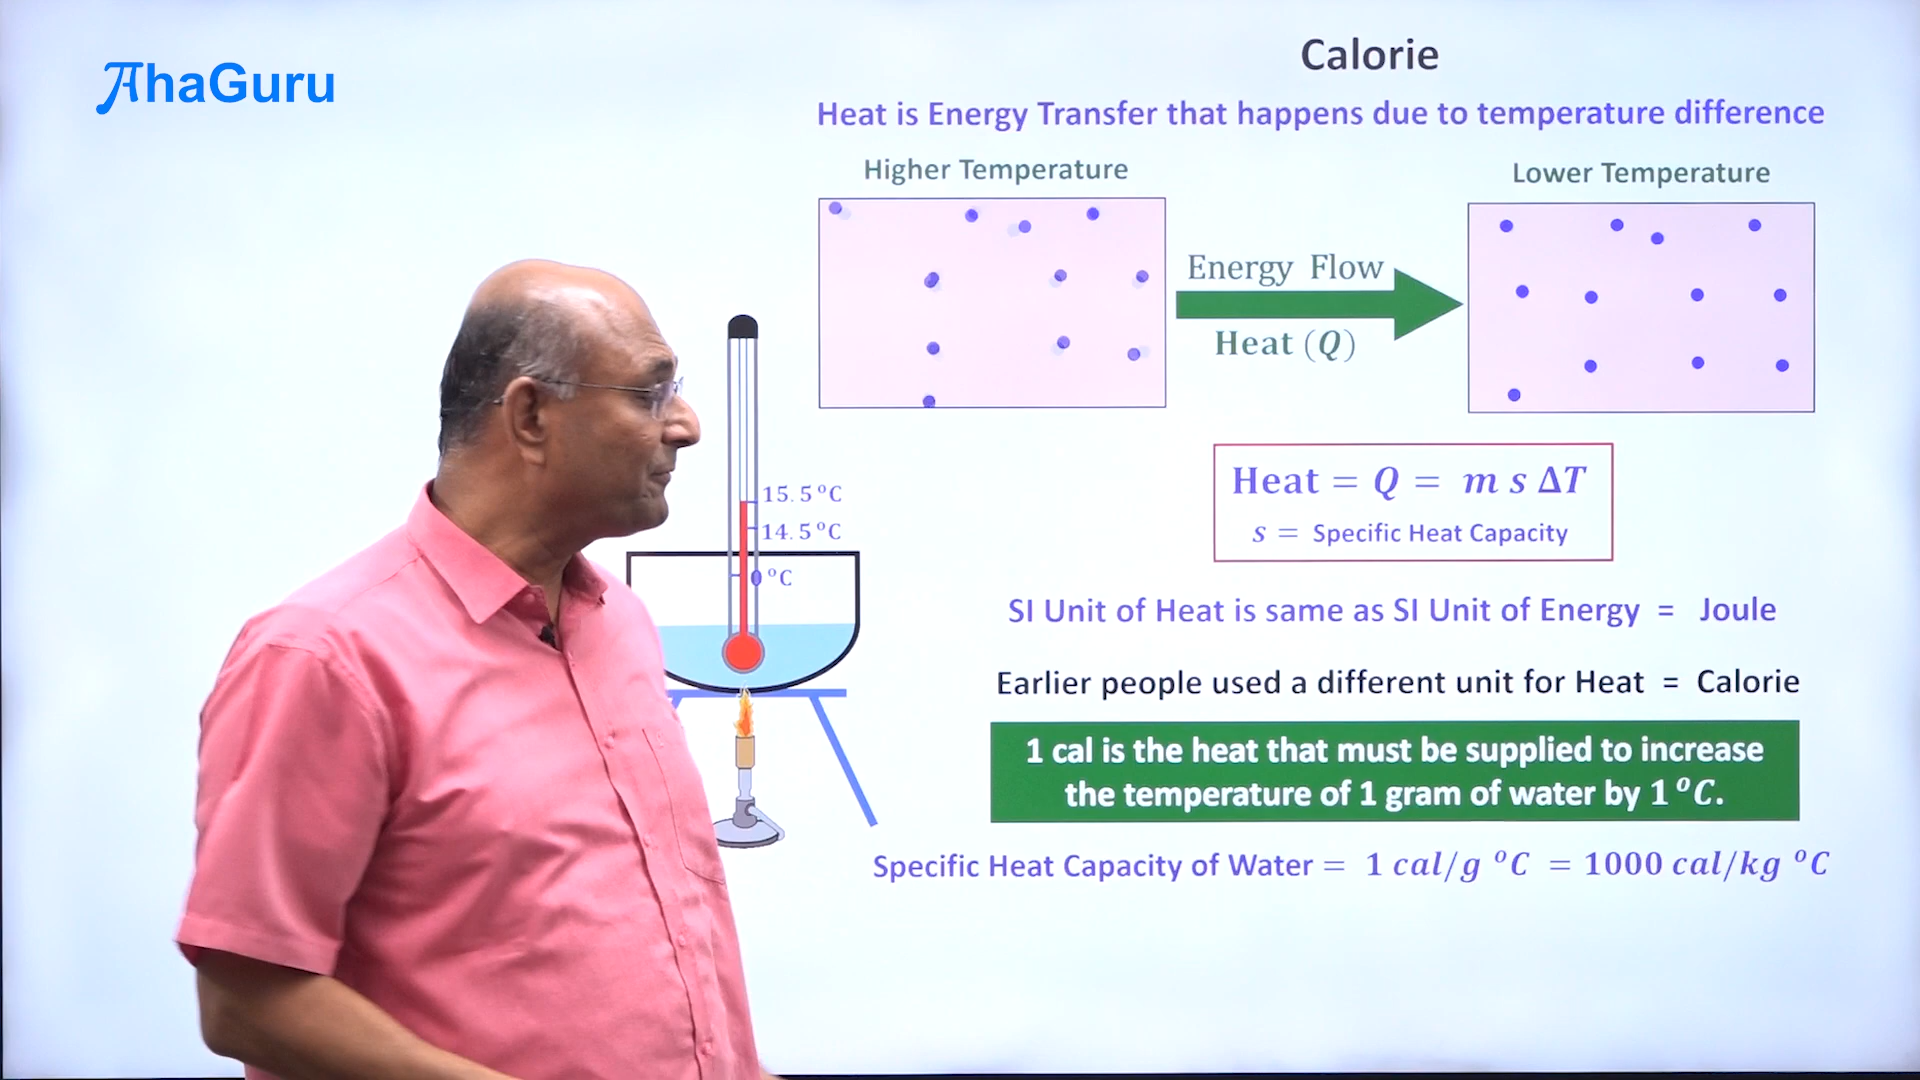 AhaGuru
Calorie
Heat is Energy Transfer that happens due to temperature difference
Higher Temperature
Lower Temperature
Energy Flow
Heat (Q)
15.5 °C
14.5 °C
0 °C
Heat = Q = m s ΔT
s = Specific Heat Capacity
SI Unit of Heat is same as SI Unit of Energy = Joule
Earlier people used a different unit for Heat = Calorie
1 cal is the heat that must be supplied to increase
the temperature of 1 gram of water by 1 °C.
Specific Heat Capacity of Water = 1 cal/g °C = 1000 cal/kg °C